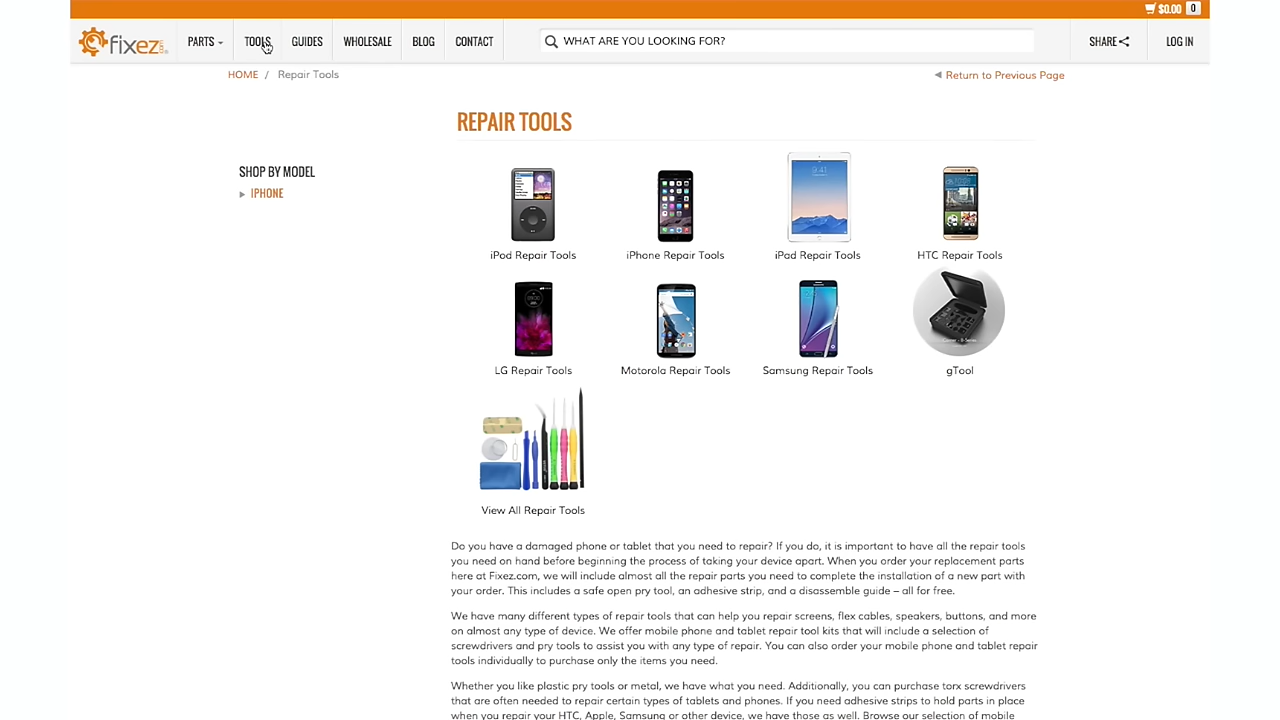 $0.00 0
fixez.com PARTS TOOLS GUIDES WHOLESALE BLOG CONTACT WHAT ARE YOU LOOKING FOR? SHARE LOG IN
HOME / Repair Tools Return to Previous Page
REPAIR TOOLS
SHOP BY MODEL
IPHONE
iPod Repair Tools iPhone Repair Tools iPad Repair Tools HTC Repair Tools
LG Repair Tools Motorola Repair Tools Samsung Repair Tools gTool
View All Repair Tools
Do you have a damaged phone or tablet that you need to repair? If you do, it is important to have all the repair tools
you need on hand before beginning the process of taking your device apart. When you order your replacement parts
here at Fixez.com, we will include almost all the repair parts you need to complete the installation of a new part with
your order. This includes a safe open pry tool, an adhesive strip, and a disassemble guide – all for free.
We have many different types of repair tools that can help you repair screens, flex cables, speakers, buttons, and more
on almost any type of device. We offer mobile phone and tablet repair tool kits that will include a selection of
screwdrivers and pry tools to assist you with any type of repair. You can also order your mobile phone and tablet repair
tools individually to purchase only the items you need.
Whether you like plastic pry tools or metal, we have what you need. Additionally, you can purchase torx screwdrivers
that are often needed to repair certain types of tablets and phones. If you need adhesive strips to hold parts in place
when you repair your HTC, Apple, Samsung or other device, we have those as well. Browse our selection of mobile